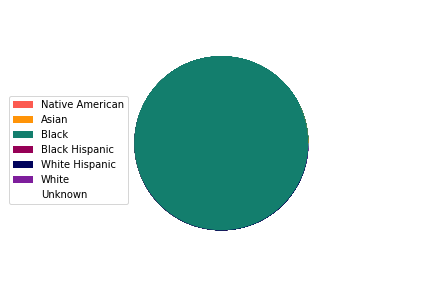 Native American
Asian
Black
Black Hispanic
White Hispanic
White
Unknown